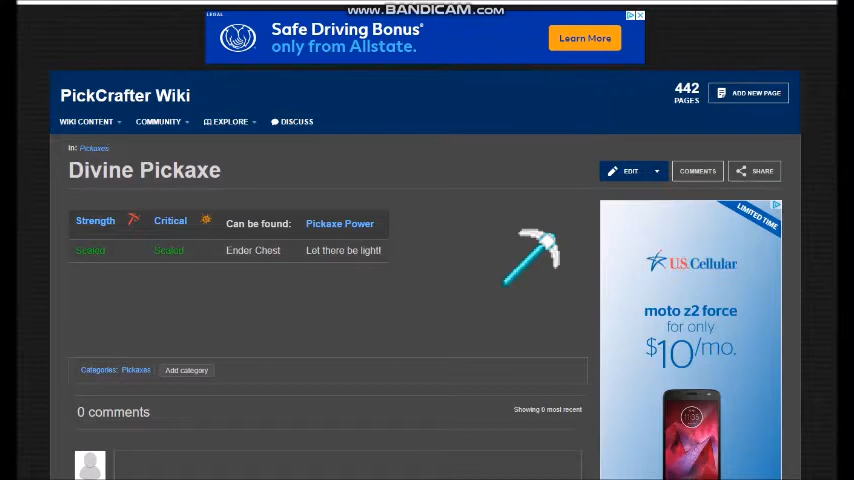 www.BANDICAM.com
LEGAL
Safe Driving Bonus®
only from Allstate.
Learn More
PickCrafter Wiki
442
PAGES
ADD NEW PAGE
WIKI CONTENT
COMMUNITY
EXPLORE
DISCUSS
In: Pickaxes
Divine Pickaxe
EDIT
COMMENTS
SHARE
Strength Critical Can be found: Pickaxe Power
Scaled Scaled Ender Chest Let there be light!
LIMITED TIME
U.S. Cellular
moto z2 force
for only
$10/mo.
11:35
Categories: Pickaxes Add category
0 comments
Showing 0 most recent